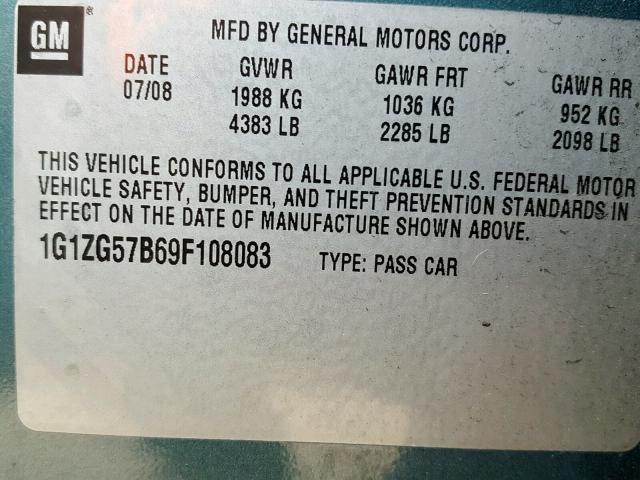 GM ®
MFD BY GENERAL MOTORS CORP.
DATE GVWR GAWR FRT GAWR RR
07/08 1988 KG 1036 KG 952 KG
4383 LB 2285 LB 2098 LB
THIS VEHICLE CONFORMS TO ALL APPLICABLE U.S. FEDERAL MOTOR
VEHICLE SAFETY, BUMPER, AND THEFT PREVENTION STANDARDS IN
EFFECT ON THE DATE OF MANUFACTURE SHOWN ABOVE.
1G1ZG57B69F108083 TYPE: PASS CAR